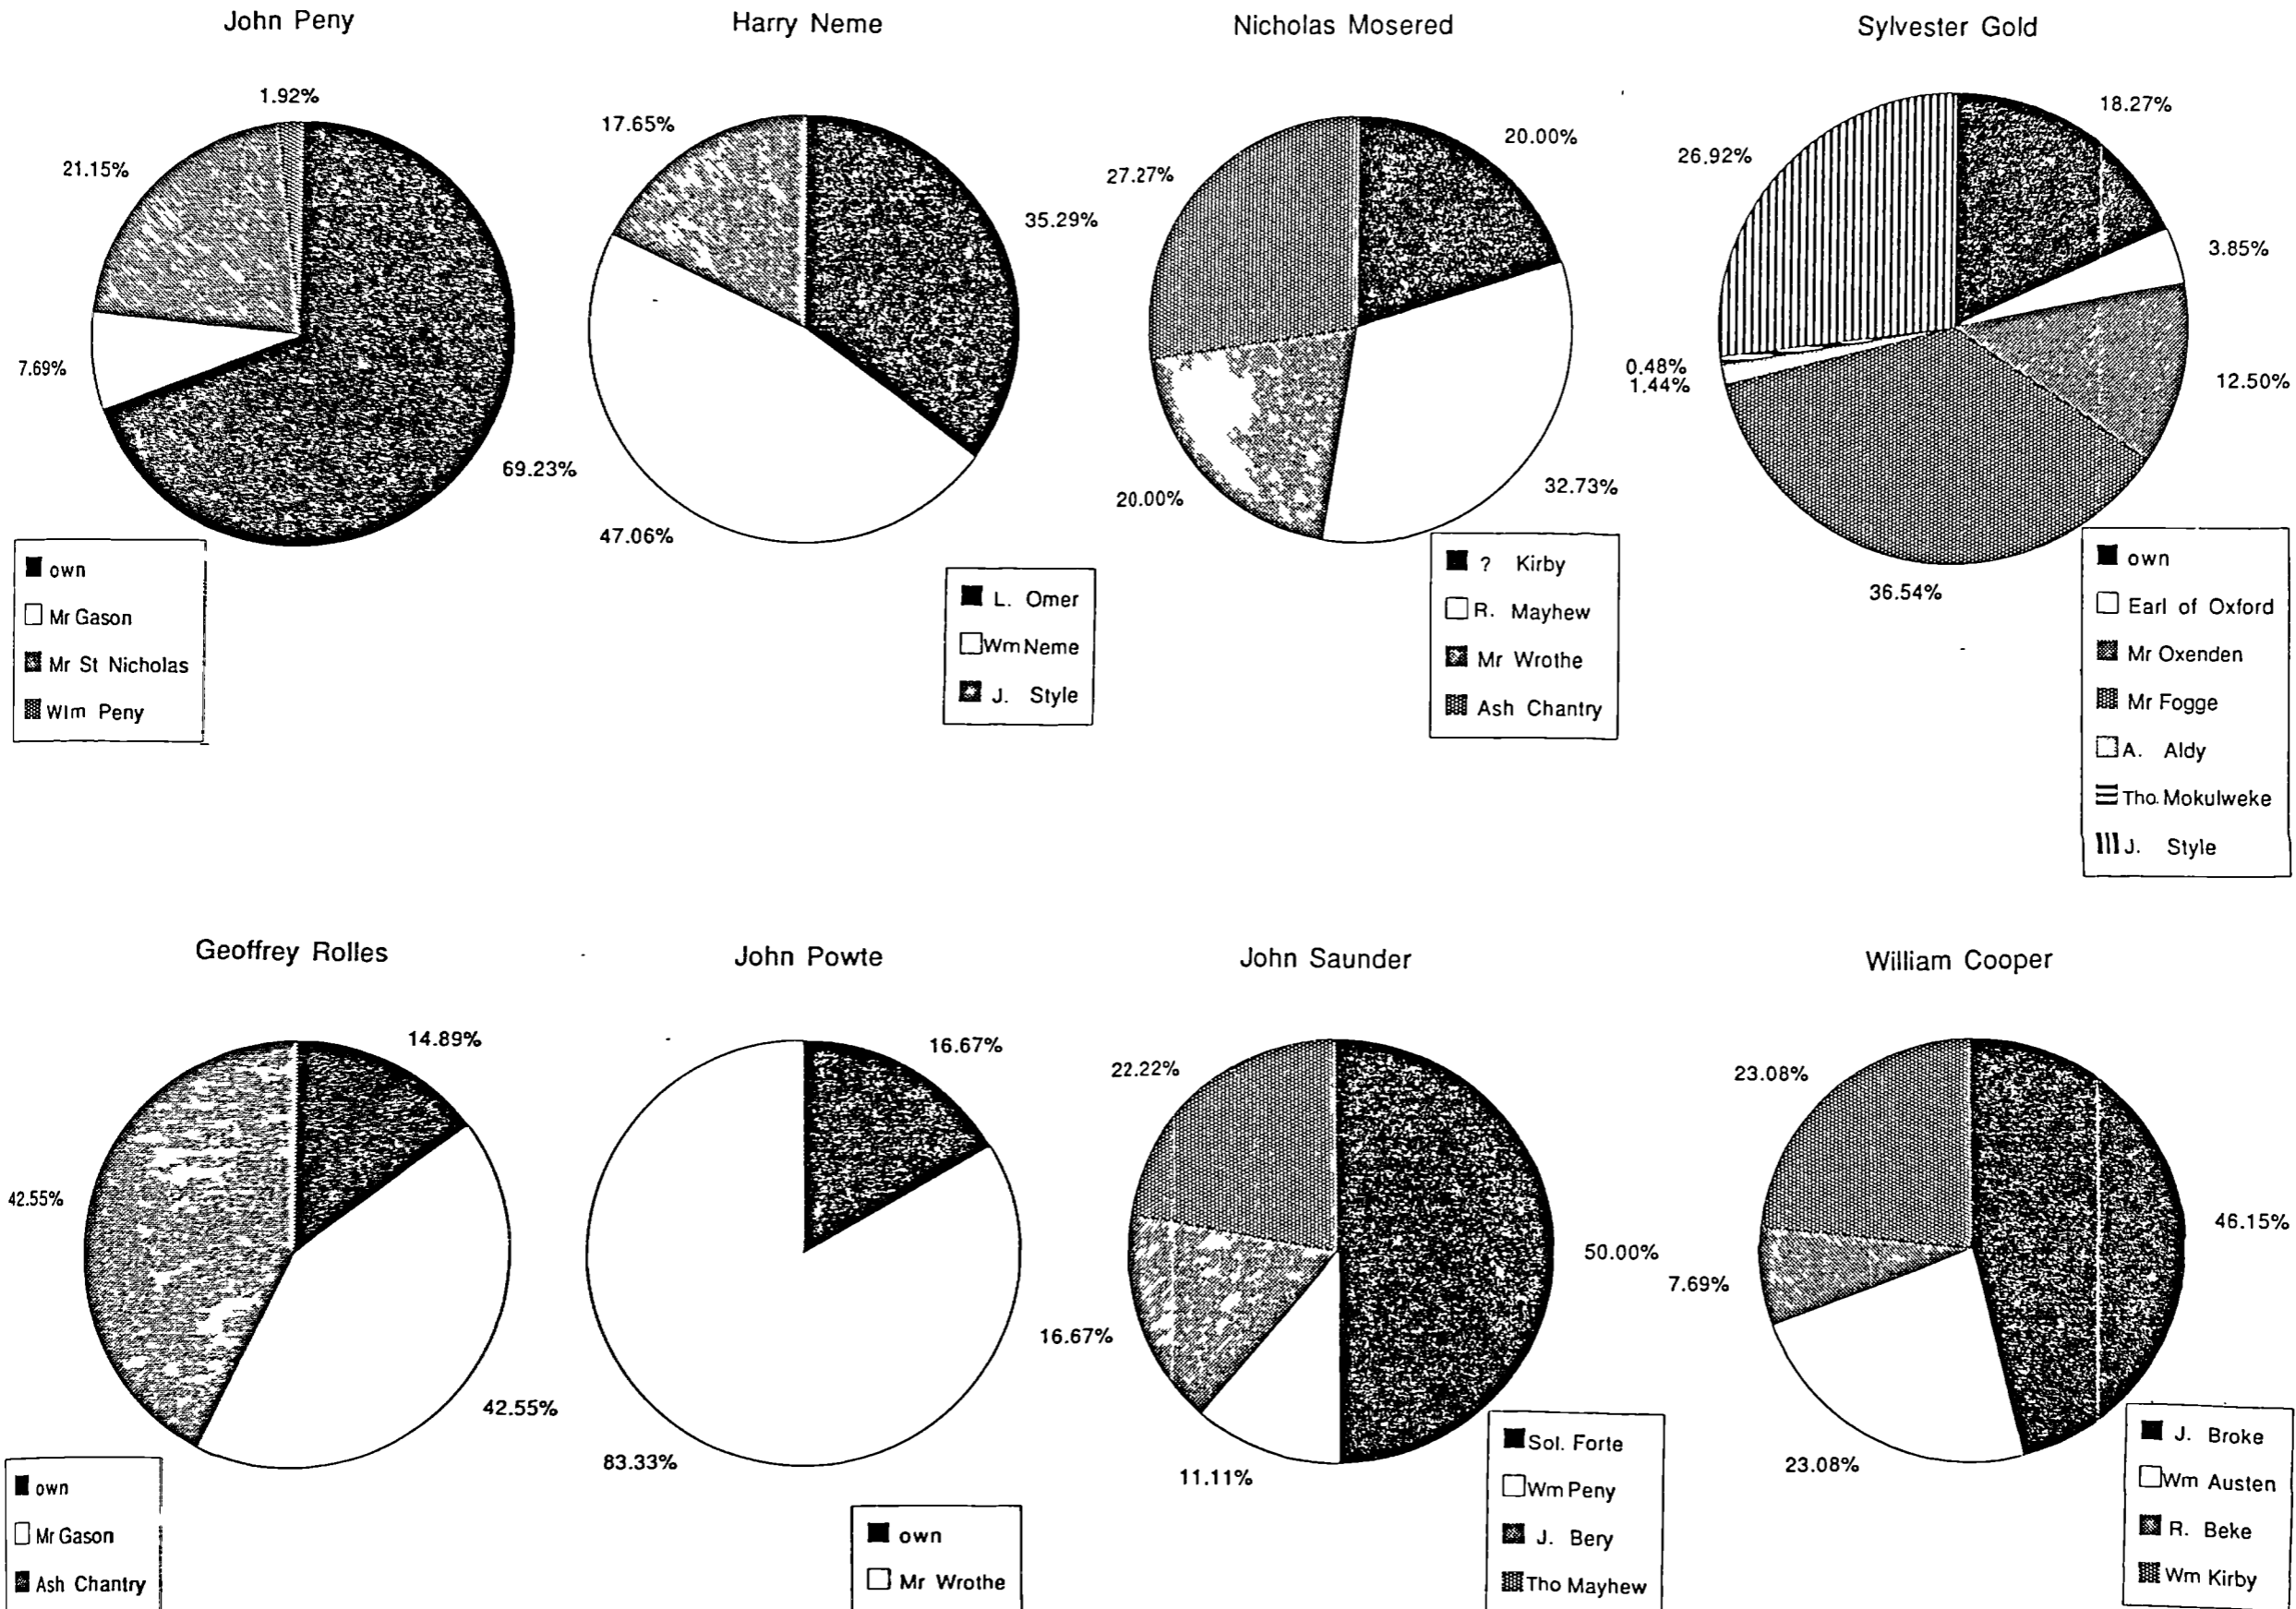 John Peny
1.92%
21.15%
7.69%
69.23%
own
Mr Gason
Mr St Nicholas
Wlm Peny
Harry Neme
17.65%
35.29%
47.06%
L. Omer
Wm Neme
J. Style
Nicholas Mosered
20.00%
27.27%
20.00%
32.73%
? Kirby
R. Mayhew
Mr Wrothe
Ash Chantry
Sylvester Gold
18.27%
26.92%
3.85%
0.48%
1.44%
12.50%
36.54%
own
Earl of Oxford
Mr Oxenden
Mr Fogge
A. Aldy
Tho. Mokulweke
J. Style
Geoffrey Rolles
14.89%
42.55%
42.55%
own
Mr Gason
Ash Chantry
John Powte
16.67%
83.33%
own
Mr Wrothe
John Saunder
22.22%
50.00%
16.67%
11.11%
Sol. Forte
Wm Peny
J. Bery
Tho Mayhew
William Cooper
23.08%
46.15%
7.69%
23.08%
J. Broke
Wm Austen
R. Beke
Wm Kirby